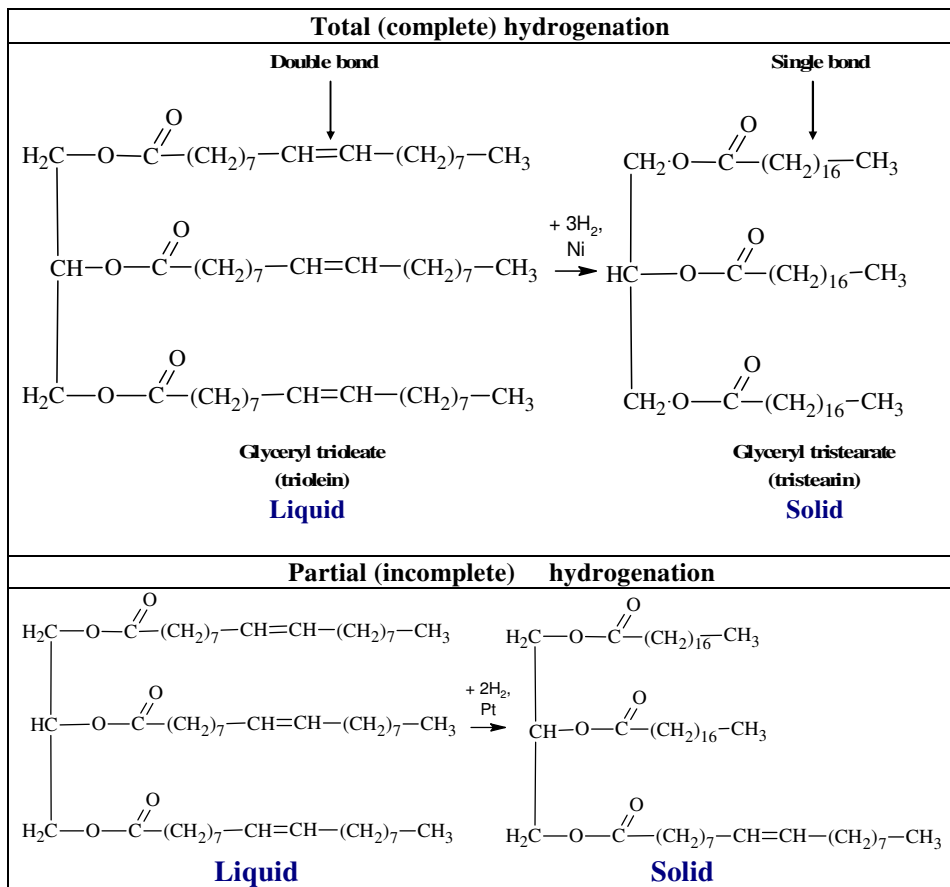 Total (complete) hydrogenation
Double bond
Single bond
H₂C—O—C(=O)—(CH₂)₇—CH=CH—(CH₂)₇—CH₃
CH—O—C(=O)—(CH₂)₇—CH=CH—(CH₂)₇—CH₃
H₂C—O—C(=O)—(CH₂)₇—CH=CH—(CH₂)₇—CH₃
+ 3H₂,
Ni
CH₂·O—C(=O)—(CH₂)₁₆—CH₃
HC—O—C(=O)—(CH₂)₁₆—CH₃
CH₂·O—C(=O)—(CH₂)₁₆—CH₃
Glyceryl trioleate
(triolein)
Liquid
Glyceryl tristearate
(tristearin)
Solid
Partial (incomplete) hydrogenation
H₂C—O—C(=O)—(CH₂)₇—CH=CH—(CH₂)₇—CH₃
HC—O—C(=O)—(CH₂)₇—CH=CH—(CH₂)₇—CH₃
H₂C—O—C(=O)—(CH₂)₇—CH=CH—(CH₂)₇—CH₃
+ 2H₂,
Pt
H₂C—O—C(=O)—(CH₂)₁₆—CH₃
CH—O—C(=O)—(CH₂)₁₆—CH₃
H₂C—O—C(=O)—(CH₂)₇—CH=CH—(CH₂)₇—CH₃
Liquid
Solid